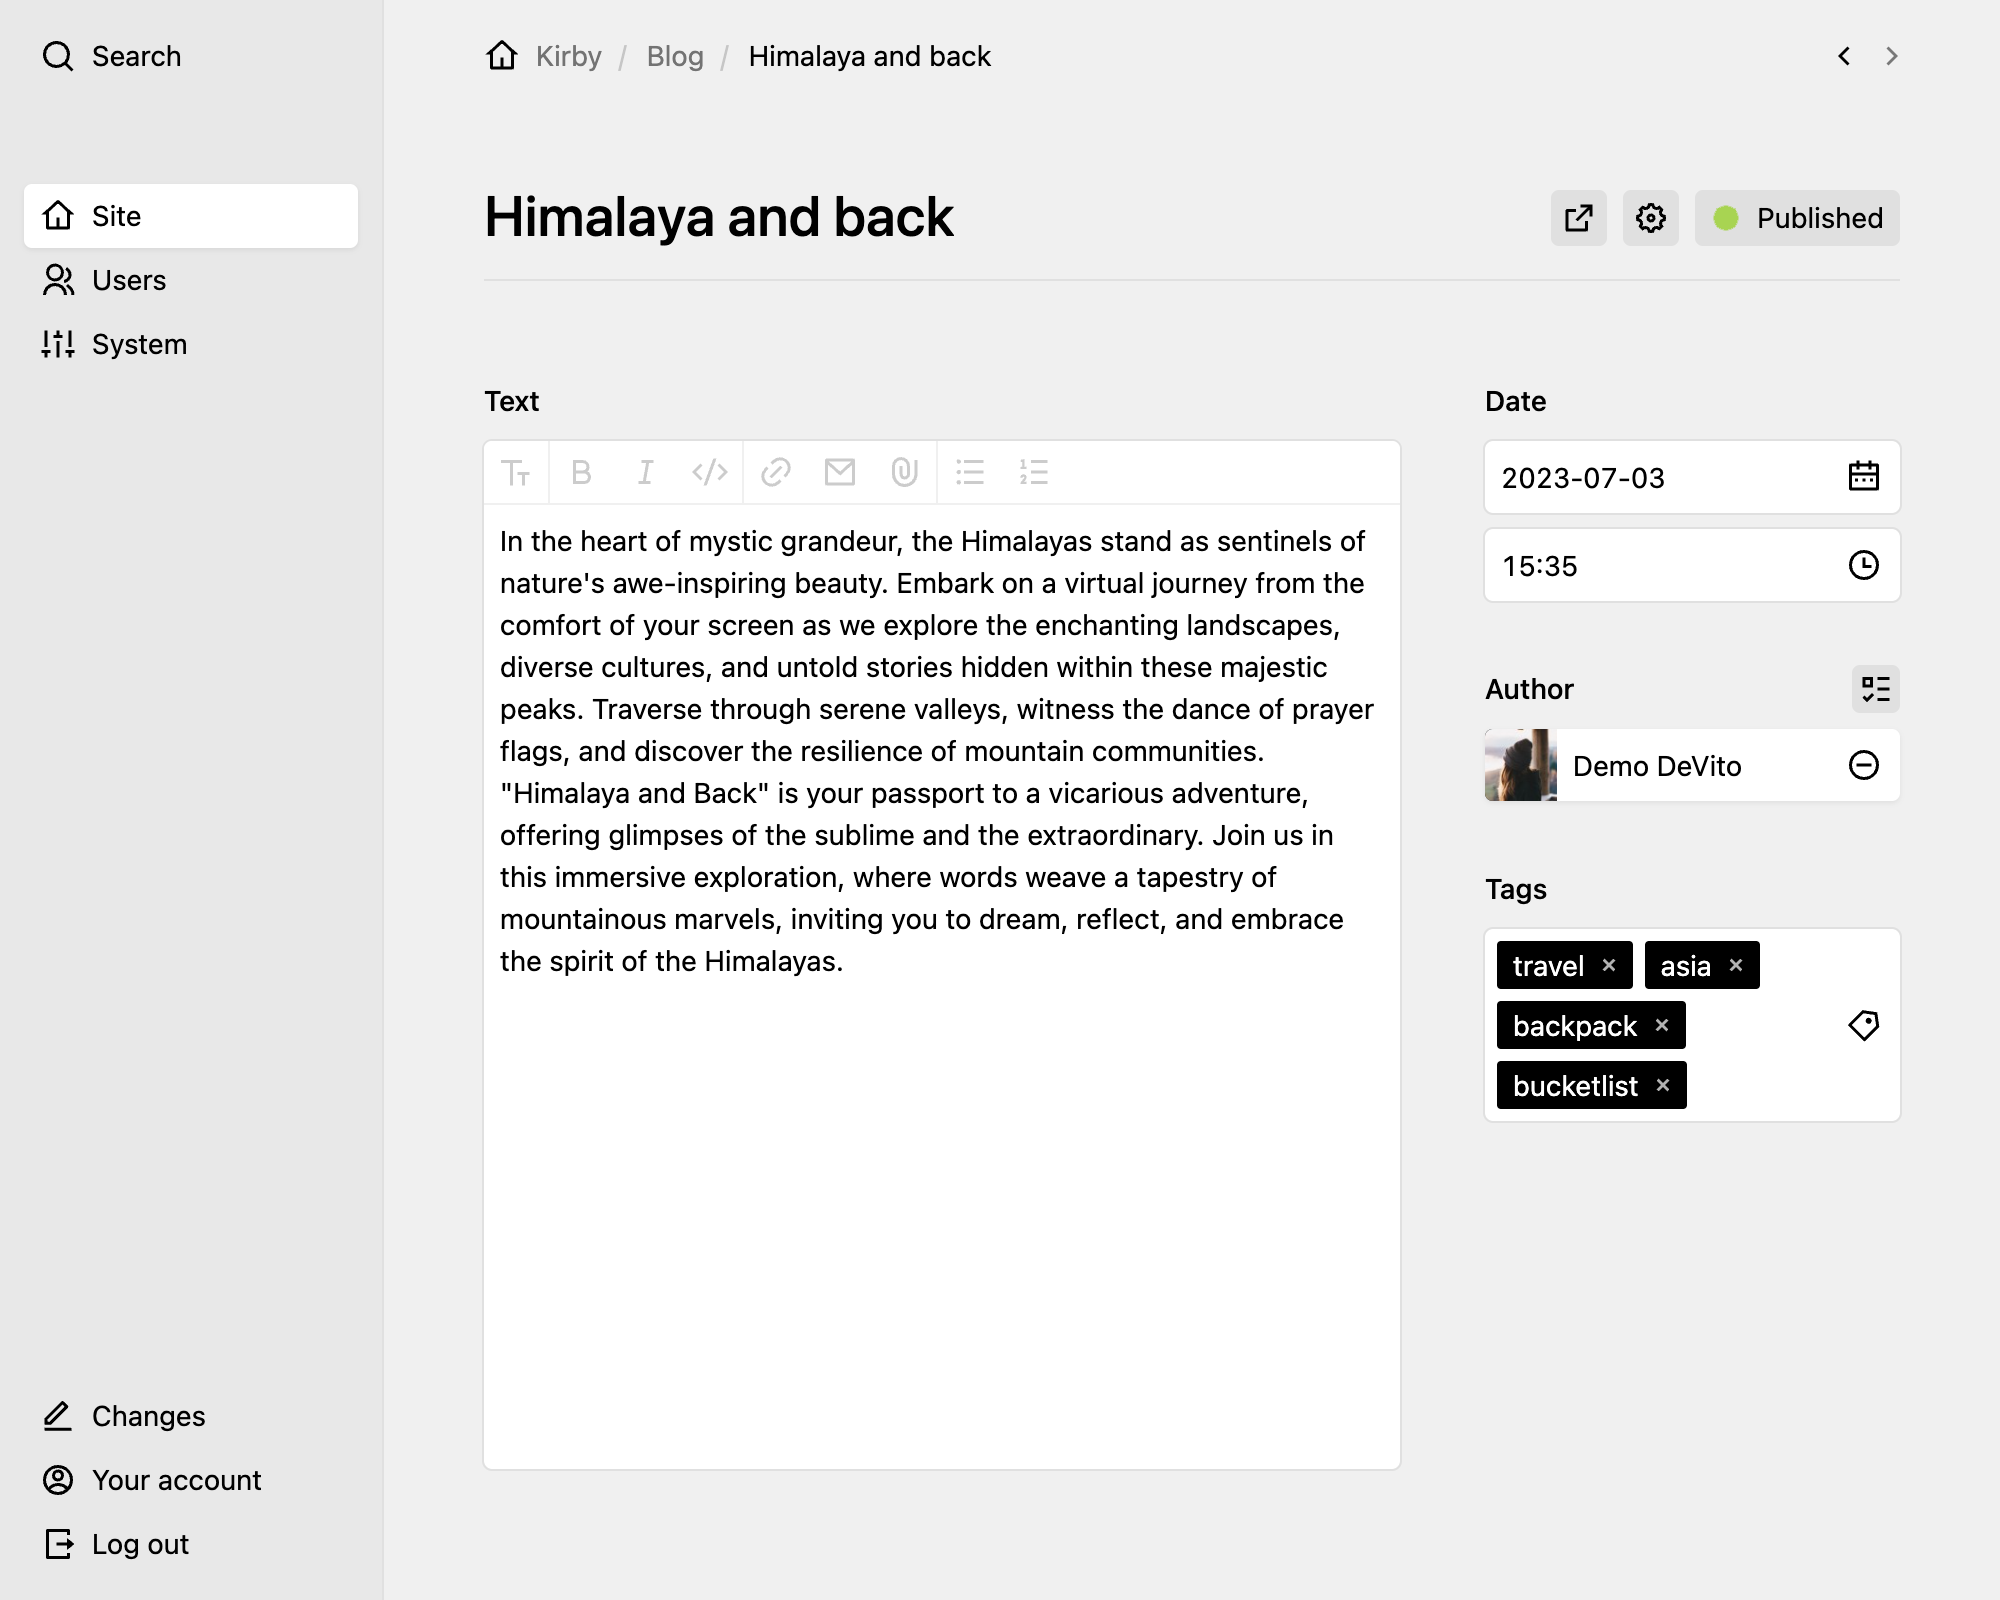 Search
Kirby / Blog / Himalaya and back
Site
Users
System
Himalaya and back
Published
Text
In the heart of mystic grandeur, the Himalayas stand as sentinels of
nature's awe-inspiring beauty. Embark on a virtual journey from the
comfort of your screen as we explore the enchanting landscapes,
diverse cultures, and untold stories hidden within these majestic
peaks. Traverse through serene valleys, witness the dance of prayer
flags, and discover the resilience of mountain communities.
"Himalaya and Back" is your passport to a vicarious adventure,
offering glimpses of the sublime and the extraordinary. Join us in
this immersive exploration, where words weave a tapestry of
mountainous marvels, inviting you to dream, reflect, and embrace
the spirit of the Himalayas.
Date
2023-07-03
15:35
Author
Demo DeVito
Tags
travel × asia ×
backpack ×
bucketlist ×
Changes
Your account
Log out